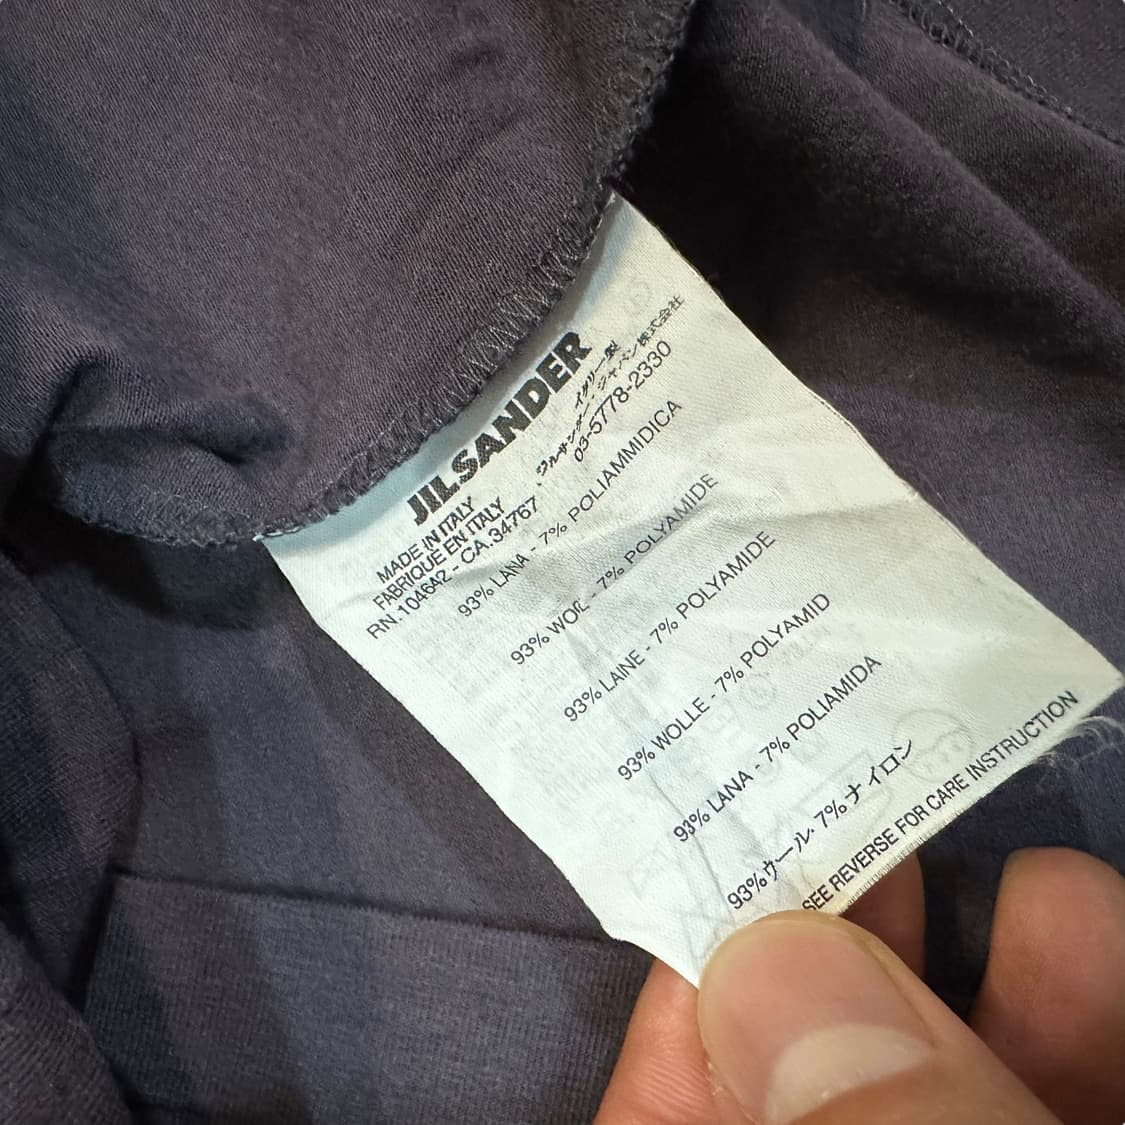 JILSANDER
MADE IN ITALY
FABRIQUE EN ITALY
RN.104642 - CA.34767
イタリー製
ジルサンダー・ジャパン株式会社
03-5778-2330
93% LANA - 7% POLIAMMIDICA
93% WOOL - 7% POLYAMIDE
93% LAINE - 7% POLYAMIDE
93% WOLLE - 7% POLYAMID
93% LANA - 7% POLIAMIDA
93%ウール. 7%ナイロン
SEE REVERSE FOR CARE INSTRUCTION